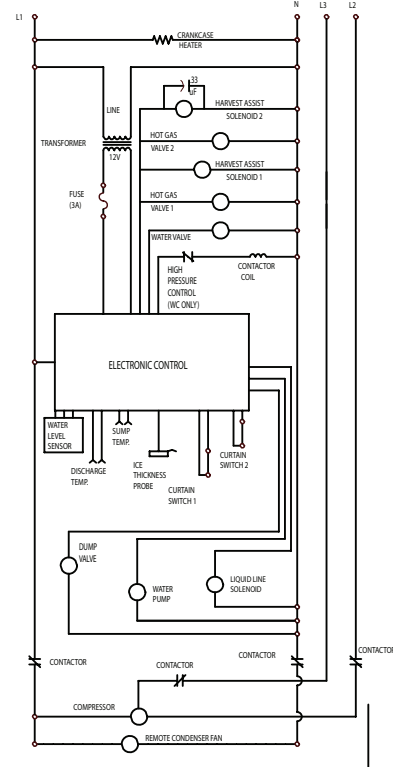 L1
N
L3
L2
CRANKCASE
HEATER
33
uF
HARVEST ASSIST
SOLENOID 2
LINE
TRANSFORMER
12V
HOT GAS
VALVE 2
HARVEST ASSIST
SOLENOID 1
FUSE
(3A)
HOT GAS
VALVE 1
WATER VALVE
HIGH
PRESSURE
CONTROL
(WC ONLY)
CONTACTOR
COIL
ELECTRONIC CONTROL
WATER
LEVEL
SENSOR
SUMP
TEMP.
DISCHARGE
TEMP.
ICE
THICKNESS
PROBE
CURTAIN
SWITCH 1
CURTAIN
SWITCH 2
DUMP
VALVE
WATER
PUMP
LIQUID LINE
SOLENOID
CONTACTOR
CONTACTOR
CONTACTOR
CONTACTOR
COMPRESSOR
REMOTE CONDENSER FAN